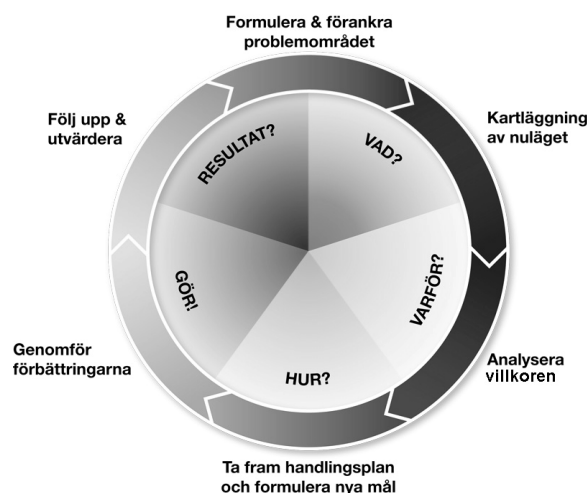 Formulera & förankra
problemområdet
Kartläggning
av nuläget
Analysera
villkoren
Ta fram handlingsplan
och formulera nya mål
Genomför
förbättringarna
Följ upp &
utvärdera
VAD?
VARFÖR?
HUR?
GÖR!
RESULTAT?